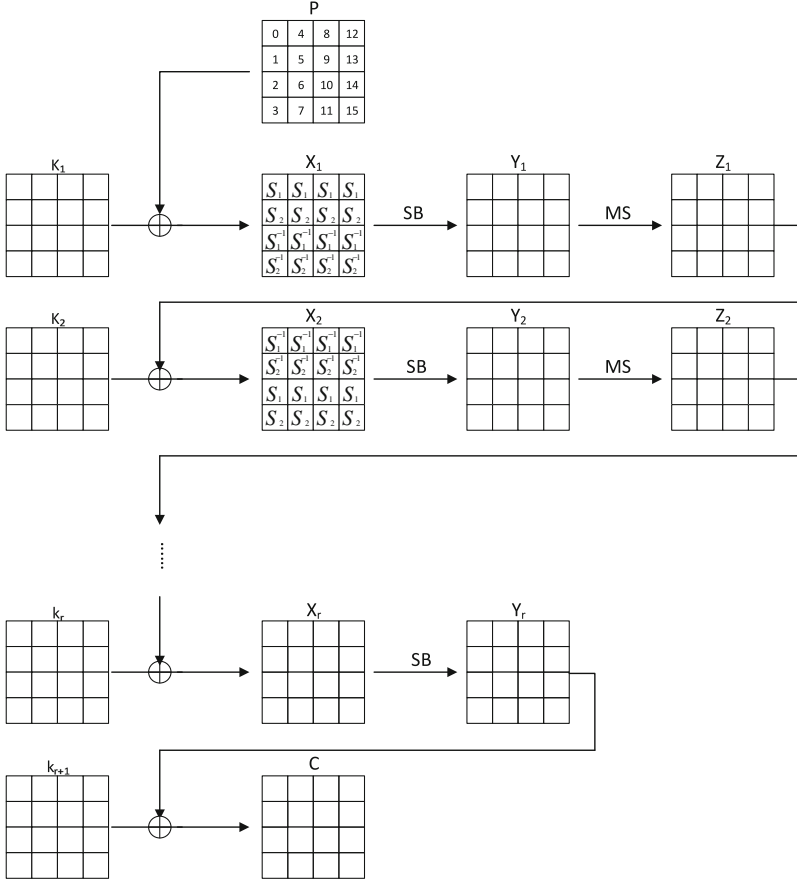 P
0 4 8 12
1 5 9 13
2 6 10 14
3 7 11 15
K₁ X₁ Y₁ Z₁
S₁ S₁ S₁ S₁
S₂ S₂ S₂ S₂
SB MS
S₁⁻¹ S₁⁻¹ S₁⁻¹ S₁⁻¹
S₂⁻¹ S₂⁻¹ S₂⁻¹ S₂⁻¹
K₂ X₂ Y₂ Z₂
S₁⁻¹ S₁⁻¹ S₁⁻¹ S₁⁻¹
S₂⁻¹ S₂⁻¹ S₂⁻¹ S₂⁻¹
SB MS
S₁ S₁ S₁ S₁
S₂ S₂ S₂ S₂
......
kᵣ Xᵣ Yᵣ
SB
kᵣ₊₁ C